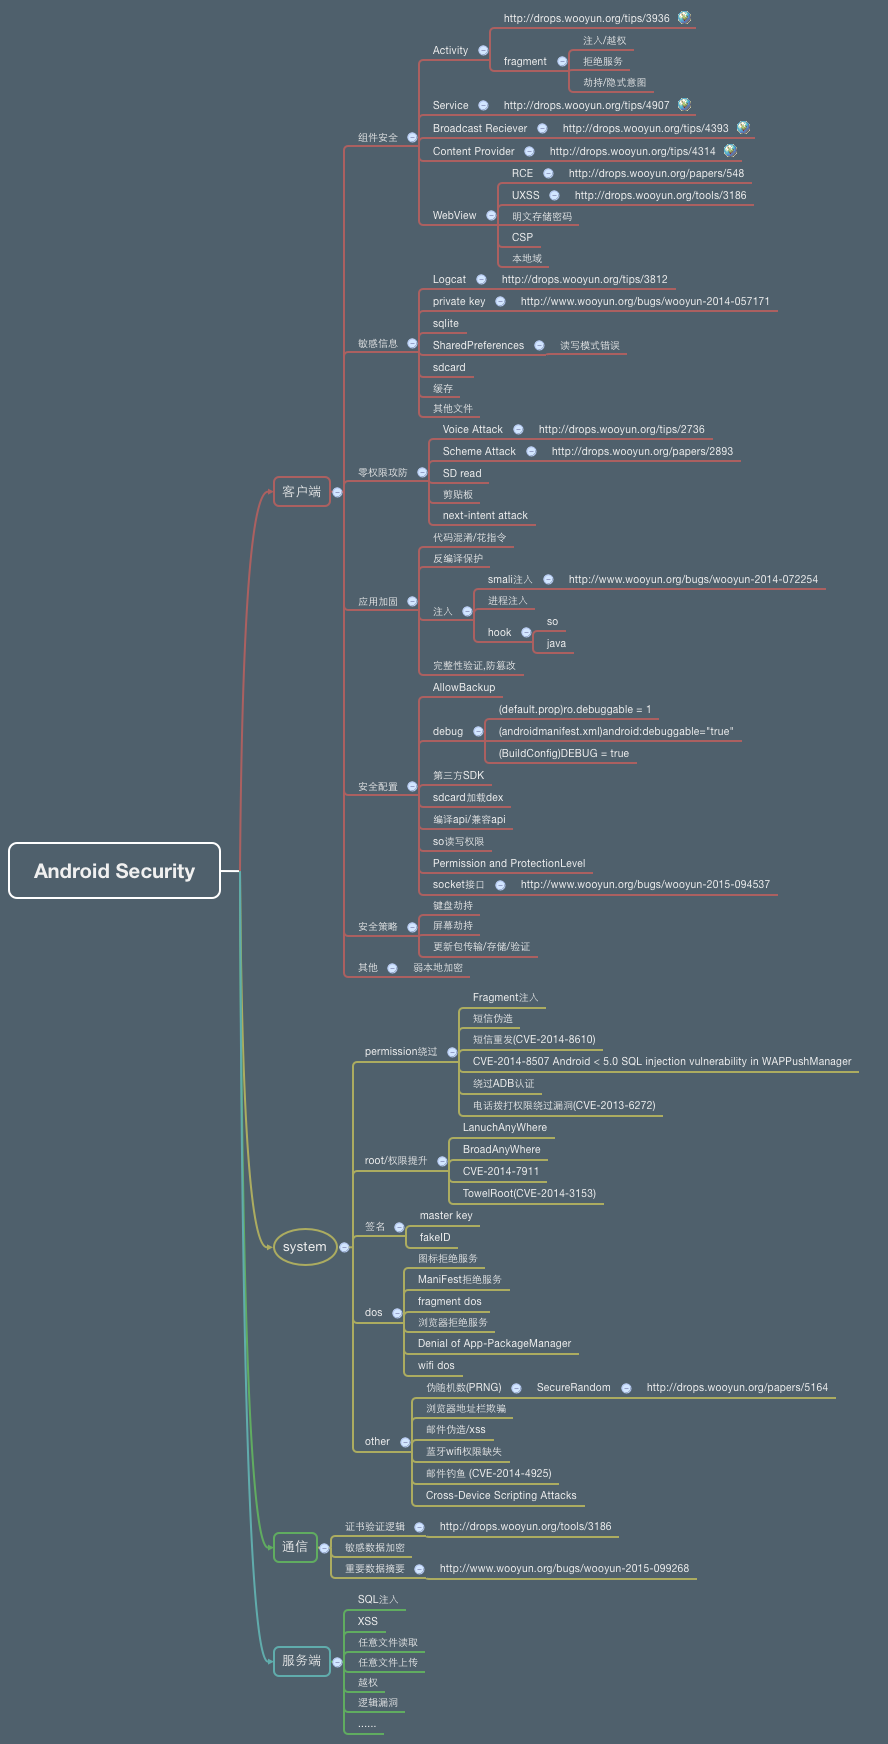 Android Security
客户端
组件安全
Activity
http://drops.wooyun.org/tips/3936
fragment
注入/越权
拒绝服务
劫持/隐式意图
Service
http://drops.wooyun.org/tips/4907
Broadcast Reciever
http://drops.wooyun.org/tips/4393
Content Provider
http://drops.wooyun.org/tips/4314
WebView
RCE
http://drops.wooyun.org/papers/548
UXSS
http://drops.wooyun.org/tools/3186
明文存储密码
CSP
本地域
敏感信息
Logcat
http://drops.wooyun.org/tips/3812
private key
http://www.wooyun.org/bugs/wooyun-2014-057171
sqlite
SharedPreferences
读写模式错误
sdcard
缓存
其他文件
零权限攻防
Voice Attack
http://drops.wooyun.org/tips/2736
Scheme Attack
http://drops.wooyun.org/papers/2893
SD read
剪贴板
next-intent attack
应用加固
代码混淆/花指令
反编译保护
注入
smali注入
http://www.wooyun.org/bugs/wooyun-2014-072254
进程注入
hook
so
java
完整性验证,防篡改
安全配置
AllowBackup
debug
(default.prop)ro.debuggable = 1
(androidmanifest.xml)android:debuggable="true"
(BuildConfig)DEBUG = true
第三方SDK
sdcard加载dex
编译api/兼容api
so读写权限
Permission and ProtectionLevel
socket接口
http://www.wooyun.org/bugs/wooyun-2015-094537
安全策略
键盘劫持
屏幕劫持
更新包传输/存储/验证
其他
弱本地加密
system
permission绕过
Fragment注入
短信伪造
短信重发(CVE-2014-8610)
CVE-2014-8507 Android < 5.0 SQL injection vulnerability in WAPPushManager
绕过ADB认证
电话拨打权限绕过漏洞(CVE-2013-6272)
root/权限提升
LanuchAnyWhere
BroadAnyWhere
CVE-2014-7911
TowelRoot(CVE-2014-3153)
签名
master key
fakeID
dos
图标拒绝服务
ManiFest拒绝服务
fragment dos
浏览器拒绝服务
Denial of App-PackageManager
wifi dos
other
伪随机数(PRNG)
SecureRandom
http://drops.wooyun.org/papers/5164
浏览器地址栏欺骗
邮件伪造/xss
蓝牙wifi权限缺失
邮件钓鱼 (CVE-2014-4925)
Cross-Device Scripting Attacks
通信
证书验证逻辑
http://drops.wooyun.org/tools/3186
敏感数据加密
重要数据摘要
http://www.wooyun.org/bugs/wooyun-2015-099268
服务端
SQL注入
XSS
任意文件读取
任意文件上传
越权
逻辑漏洞
......